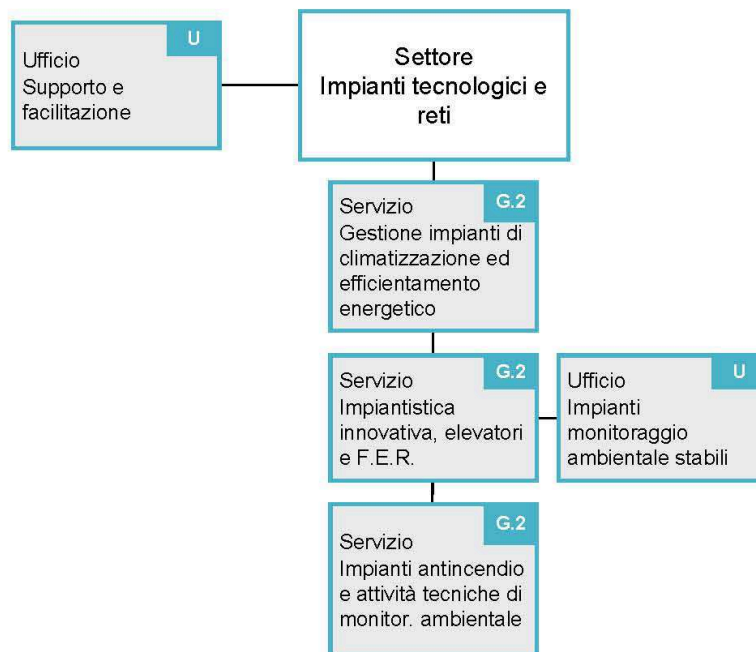 U
Ufficio
Supporto e
facilitazione
Settore
Impianti tecnologici e
reti
G.2
Servizio
Gestione impianti di
climatizzazione ed
efficientamento
energetico
G.2
Servizio
Impiantistica
innovativa, elevatori
e F.E.R.
U
Ufficio
Impianti
monitoraggio
ambientale stabili
G.2
Servizio
Impianti antincendio
e attività tecniche di
monitor. ambientale